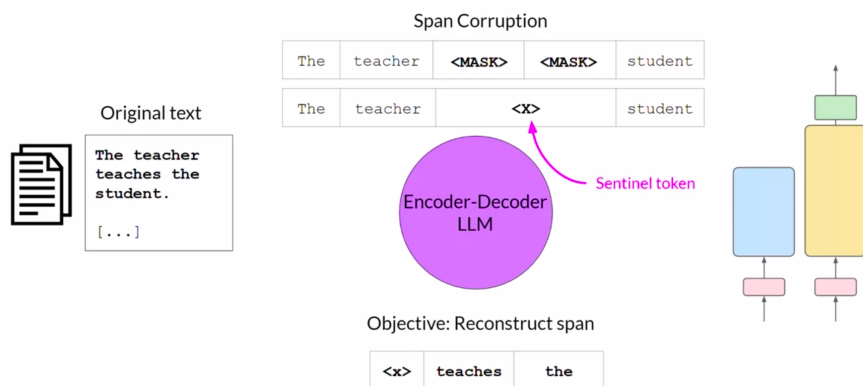 Span Corruption
The teacher <MASK> <MASK> student
The teacher <X> student
Original text
The teacher
teaches the
student.
[...]
Sentinel token
Encoder-Decoder
LLM
Objective: Reconstruct span
<x> teaches the